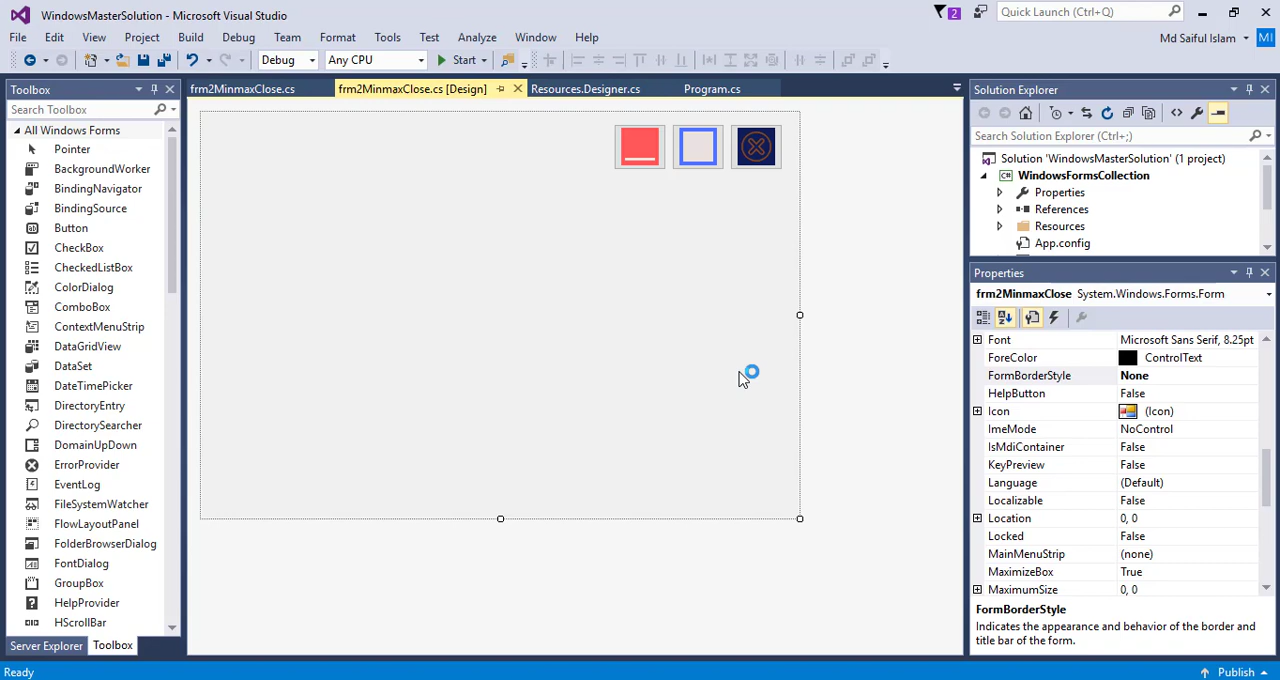 WindowsMasterSolution - Microsoft Visual Studio
2
Quick Launch (Ctrl+Q)
File Edit View Project Build Debug Team Format Tools Test Analyze Window Help
Md Saiful Islam MI
Debug Any CPU Start
Toolbox
Search Toolbox
All Windows Forms
Pointer
BackgroundWorker
BindingNavigator
BindingSource
Button
CheckBox
CheckedListBox
ColorDialog
ComboBox
ContextMenuStrip
DataGridView
DataSet
DateTimePicker
DirectoryEntry
DirectorySearcher
DomainUpDown
ErrorProvider
EventLog
FileSystemWatcher
FlowLayoutPanel
FolderBrowserDialog
FontDialog
GroupBox
HelpProvider
HScrollBar
Server Explorer Toolbox
frm2MinmaxClose.cs frm2MinmaxClose.cs [Design] Resources.Designer.cs Program.cs
Solution Explorer
Search Solution Explorer (Ctrl+;)
Solution 'WindowsMasterSolution' (1 project)
C# WindowsFormsCollection
Properties
References
Resources
App.config
Properties
frm2MinmaxClose System.Windows.Forms.Form
Font Microsoft Sans Serif, 8.25pt
ForeColor ControlText
FormBorderStyle None
HelpButton False
Icon (Icon)
ImeMode NoControl
IsMdiContainer False
KeyPreview False
Language (Default)
Localizable False
Location 0, 0
Locked False
MainMenuStrip (none)
MaximizeBox True
MaximumSize 0, 0
FormBorderStyle
Indicates the appearance and behavior of the border and
title bar of the form.
Ready
Publish